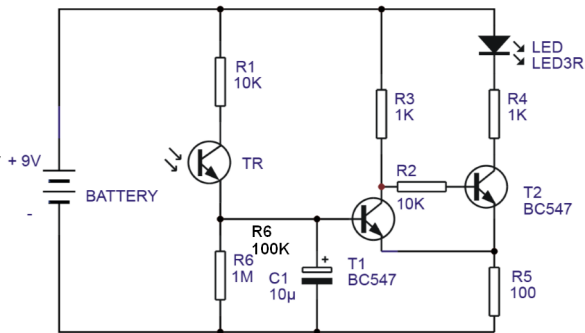 R1
10K
LED
LED3R
R3
1K
R4
1K
+ 9V
TR
BATTERY
-
R2
10K
T2
BC547
R6
100K
R6
1M
+
C1
10µ
T1
BC547
R5
100